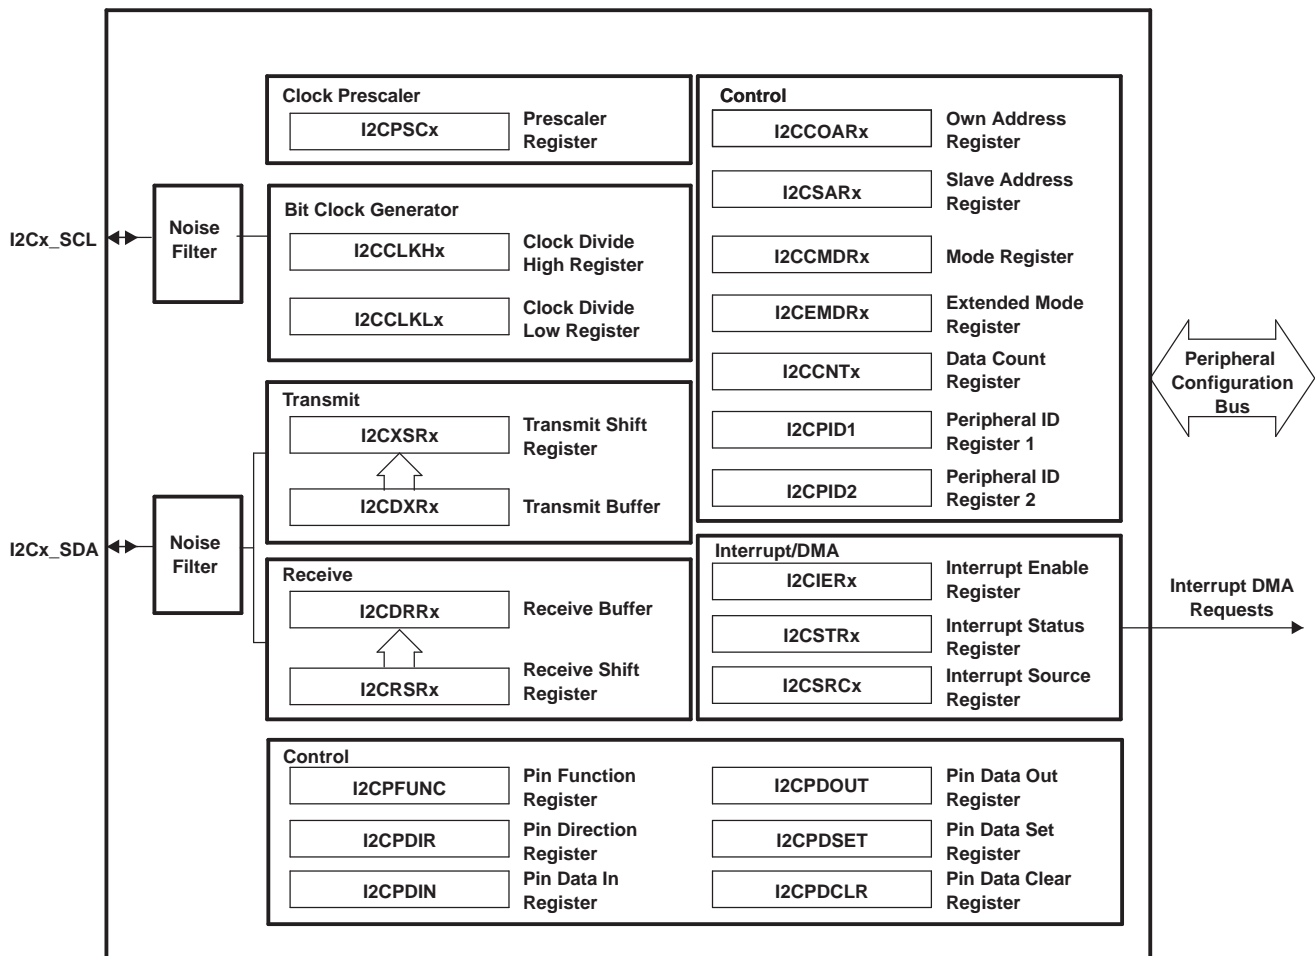 Clock Prescaler
I2CPSCx
Prescaler
Register
Control
I2CCOARx
Own Address
Register
I2CSARx
Slave Address
Register
I2CCMDRx
Mode Register
I2CEMDRx
Extended Mode
Register
I2CCNTx
Data Count
Register
I2CPID1
Peripheral ID
Register 1
I2CPID2
Peripheral ID
Register 2
I2Cx_SCL
Noise
Filter
Bit Clock Generator
I2CCLKHx
Clock Divide
High Register
I2CCLKLx
Clock Divide
Low Register
Peripheral
Configuration
Bus
Transmit
I2CXSRx
Transmit Shift
Register
I2CDXRx
Transmit Buffer
I2Cx_SDA
Noise
Filter
Receive
I2CDRRx
Receive Buffer
I2CRSRx
Receive Shift
Register
Interrupt/DMA
I2CIERx
Interrupt Enable
Register
I2CSTRx
Interrupt Status
Register
I2CSRCx
Interrupt Source
Register
Interrupt DMA
Requests
Control
I2CPFUNC
Pin Function
Register
I2CPDIR
Pin Direction
Register
I2CPDIN
Pin Data In
Register
I2CPDOUT
Pin Data Out
Register
I2CPDSET
Pin Data Set
Register
I2CPDCLR
Pin Data Clear
Register